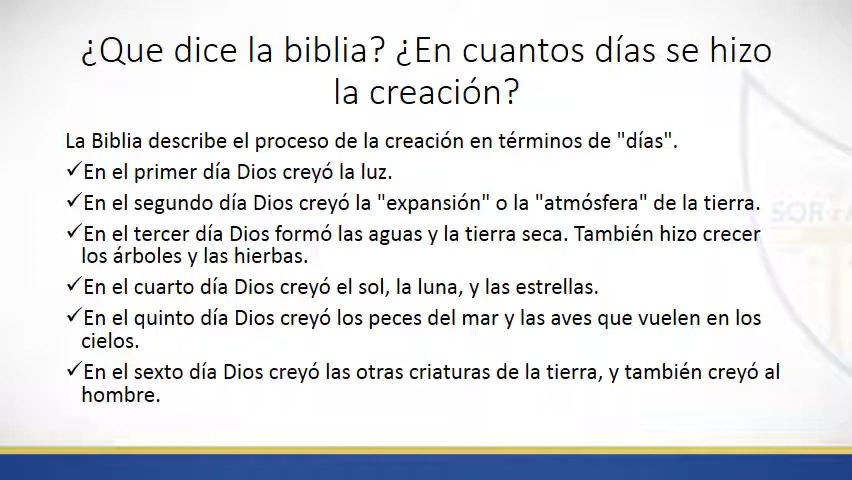 ¿Que dice la biblia? ¿En cuantos días se hizo
la creación?
La Biblia describe el proceso de la creación en términos de "días".
✓En el primer día Dios creyó la luz.
✓En el segundo día Dios creyó la "expansión" o la "atmósfera" de la tierra.
✓En el tercer día Dios formó las aguas y la tierra seca. También hizo crecer
los árboles y las hierbas.
✓En el cuarto día Dios creyó el sol, la luna, y las estrellas.
✓En el quinto día Dios creyó los peces del mar y las aves que vuelen en los
cielos.
✓En el sexto día Dios creyó las otras criaturas de la tierra, y también creyó al
hombre.